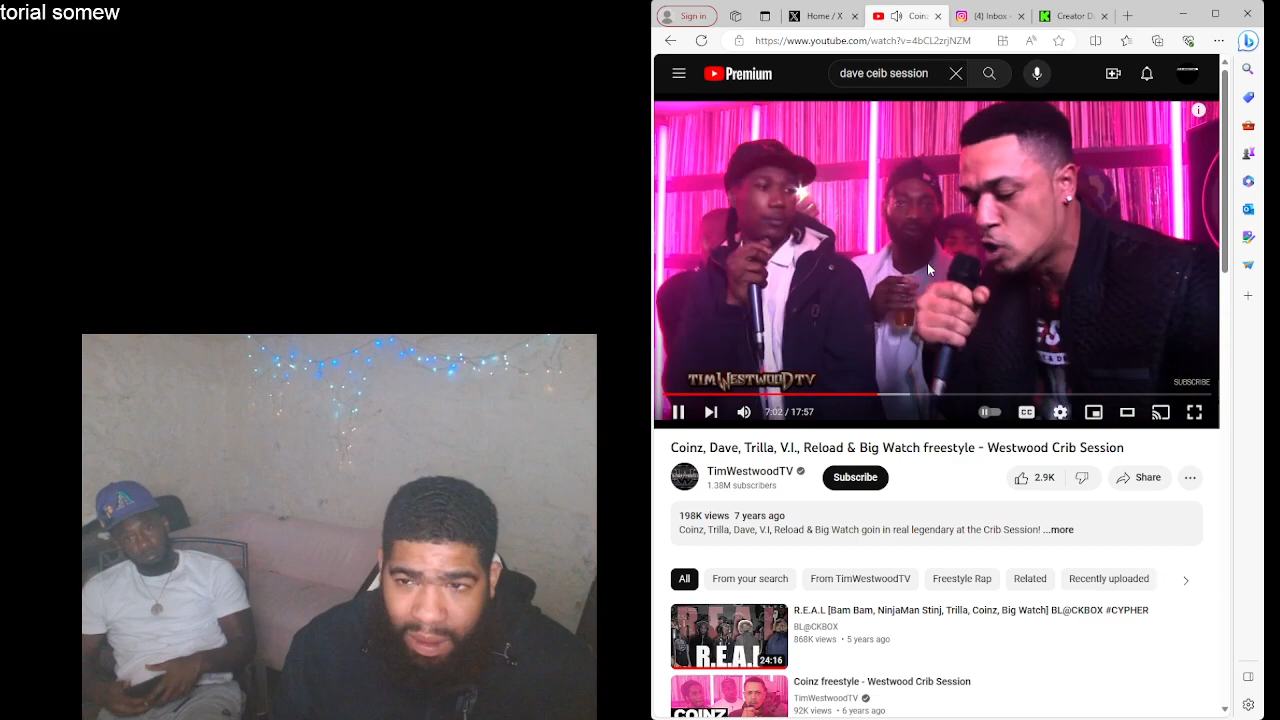 torial somew
Sign in
Home / X
Coinz
Inbox -
Creator D
https://www.youtube.com/watch?v=4bCL2zrjNZM
Premium
dave ceib session
TIMWESTWOODTV
SUBSCRIBE
7:02 / 17:57
CC
Coinz, Dave, Trilla, V.I., Reload & Big Watch freestyle - Westwood Crib Session
TimWestwoodTV
1.38M subscribers
Subscribe
2.9K
Share
198K views 7 years ago
Coinz, Trilla, Dave, V.I, Reload & Big Watch goin in real legendary at the Crib Session! ...more
All
From your search
From TimWestwoodTV
Freestyle Rap
Related
Recently uploaded
R.E.A.L [Bam Bam, NinjaMan Stinj, Trilla, Coinz, Big Watch] BL@CKBOX #CYPHER
BL@CKBOX
868K views • 5 years ago
R.E.A.L
24:16
Coinz freestyle - Westwood Crib Session
TimWestwoodTV
92K views • 6 years ago
COINZ